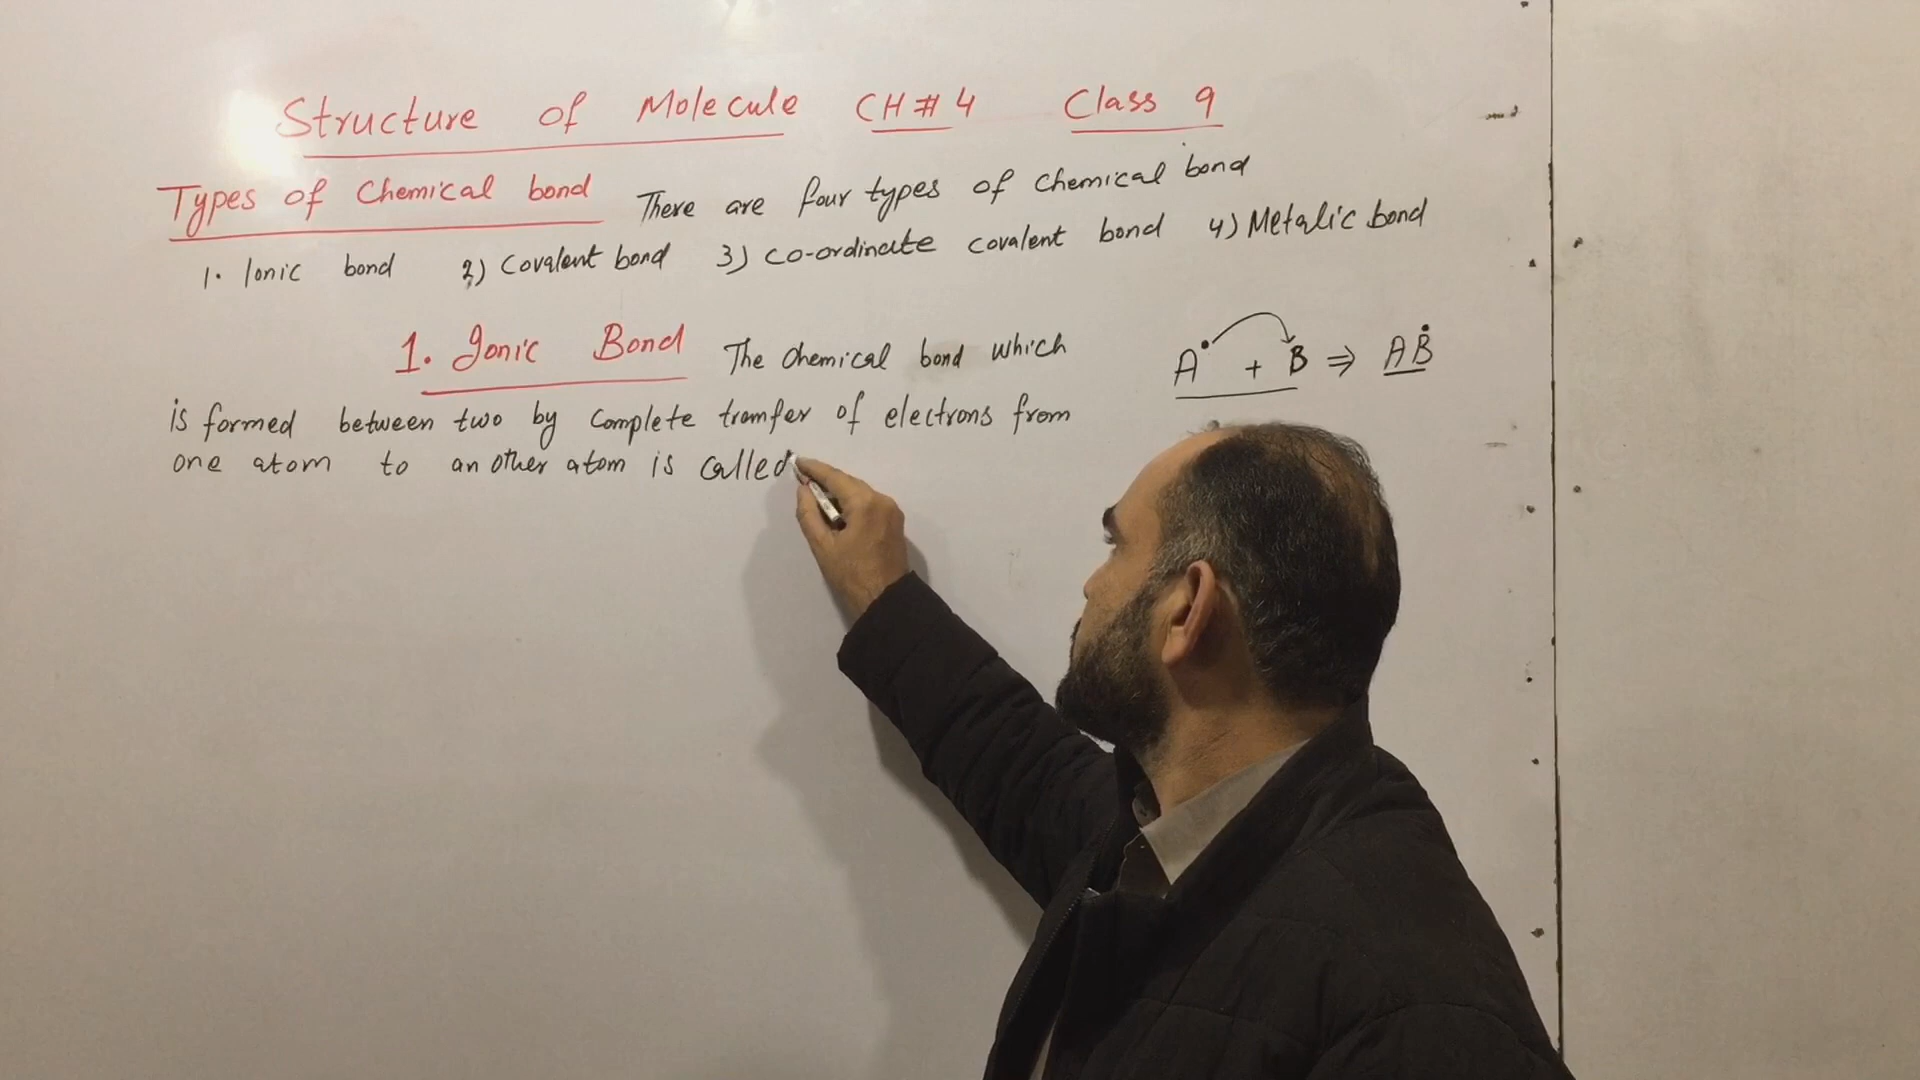 Structure of Molecule CH#4 Class 9
Types of Chemical bond There are four types of chemical bond
1. Ionic bond 2) Covalent bond 3) co-ordinate covalent bond 4) Metalic bond
1. Ionic Bond The chemical bond which
A• + B ⇒ AḂ
is formed between two by complete tramfer of electrons from
one atom to an other atom is called